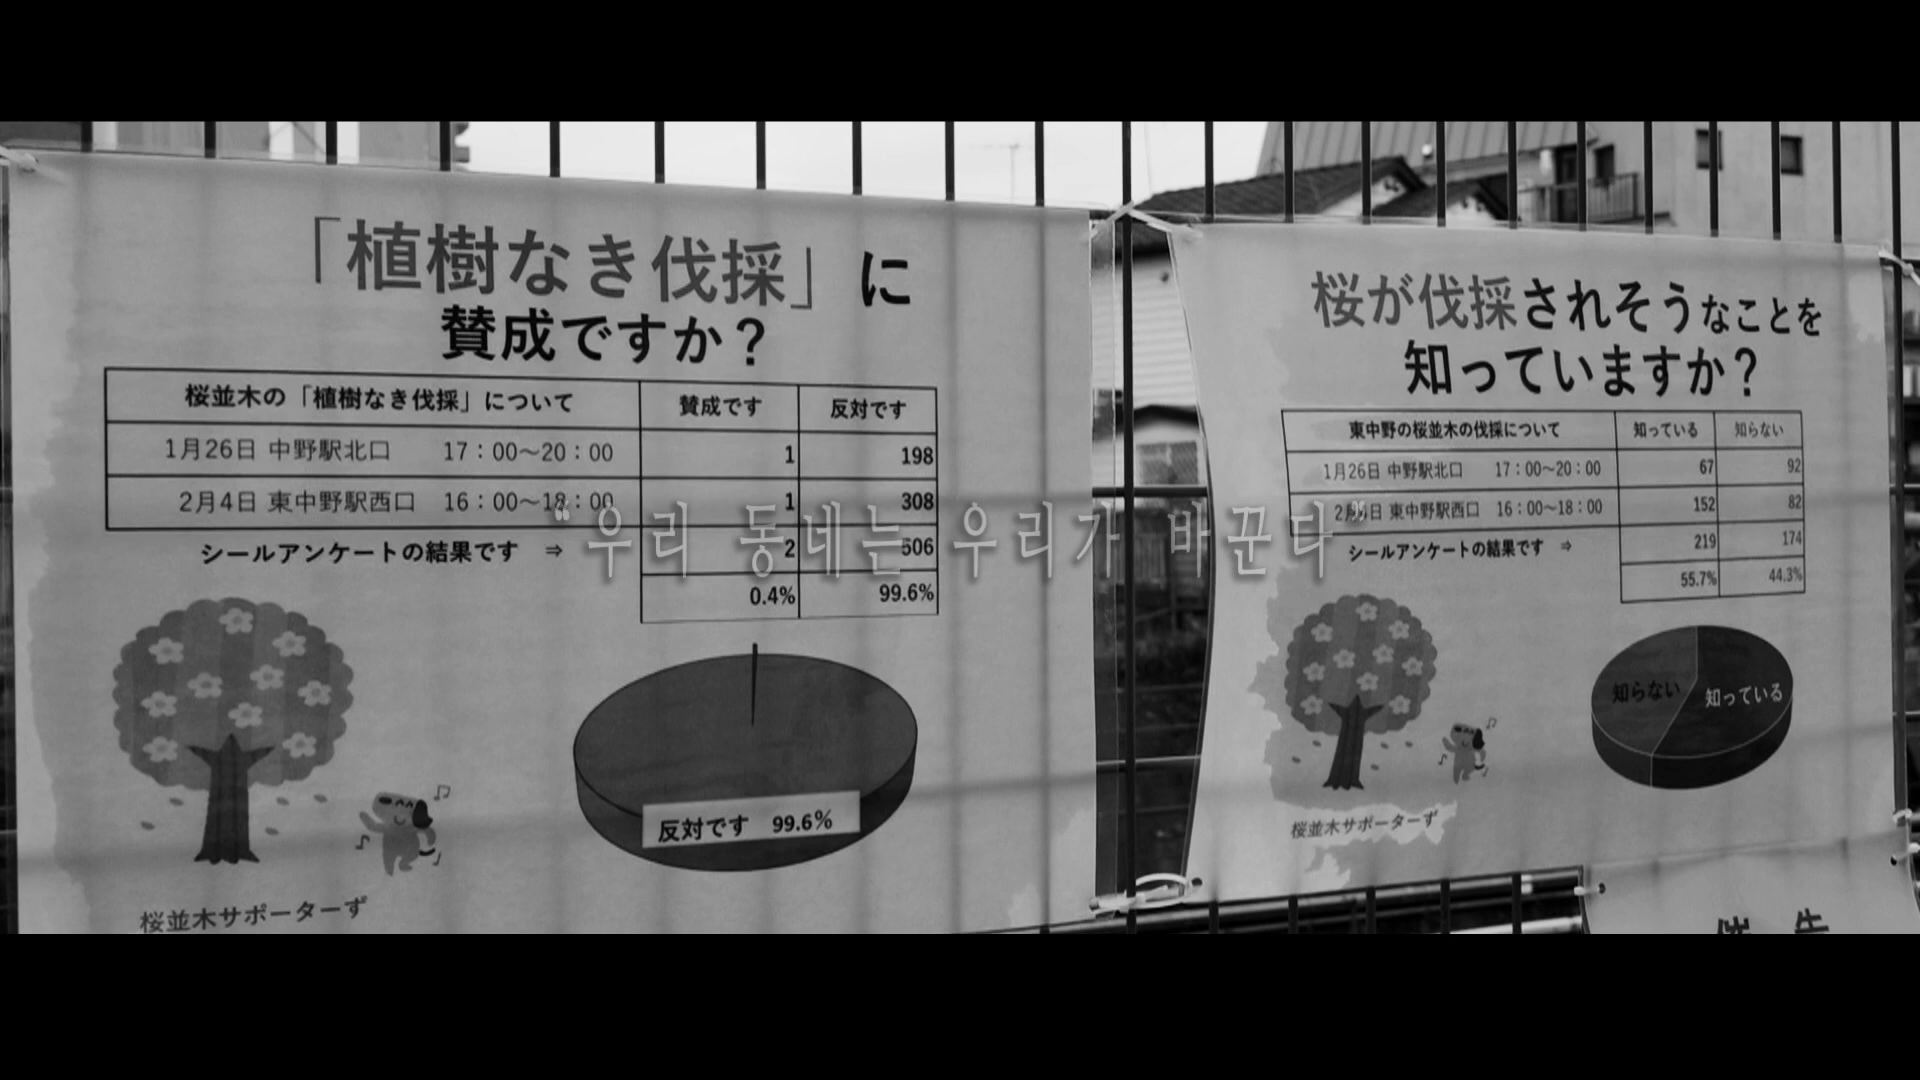 「植樹なき伐採」に
賛成ですか?
桜並木の「植樹なき伐採」について 賛成です 反対です
1月26日 中野駅北口 17:00~20:00 1 198
2月4日 東中野駅西口 16:00~18:00 1 308
シールアンケートの結果です ⇒ 2 506
0.4% 99.6%
反対です 99.6%
桜並木サポーターず
“우리 동네는 우리가 바꾼다”
桜が伐採されそうなことを
知っていますか?
東中野の桜並木の伐採について 知っている 知らない
1月26日 中野駅北口 17:00~20:00 67 92
2月4日 東中野駅西口 16:00~18:00 152 82
シールアンケートの結果です ⇒ 219 174
55.7% 44.3%
知らない 知っている
桜並木サポーターず